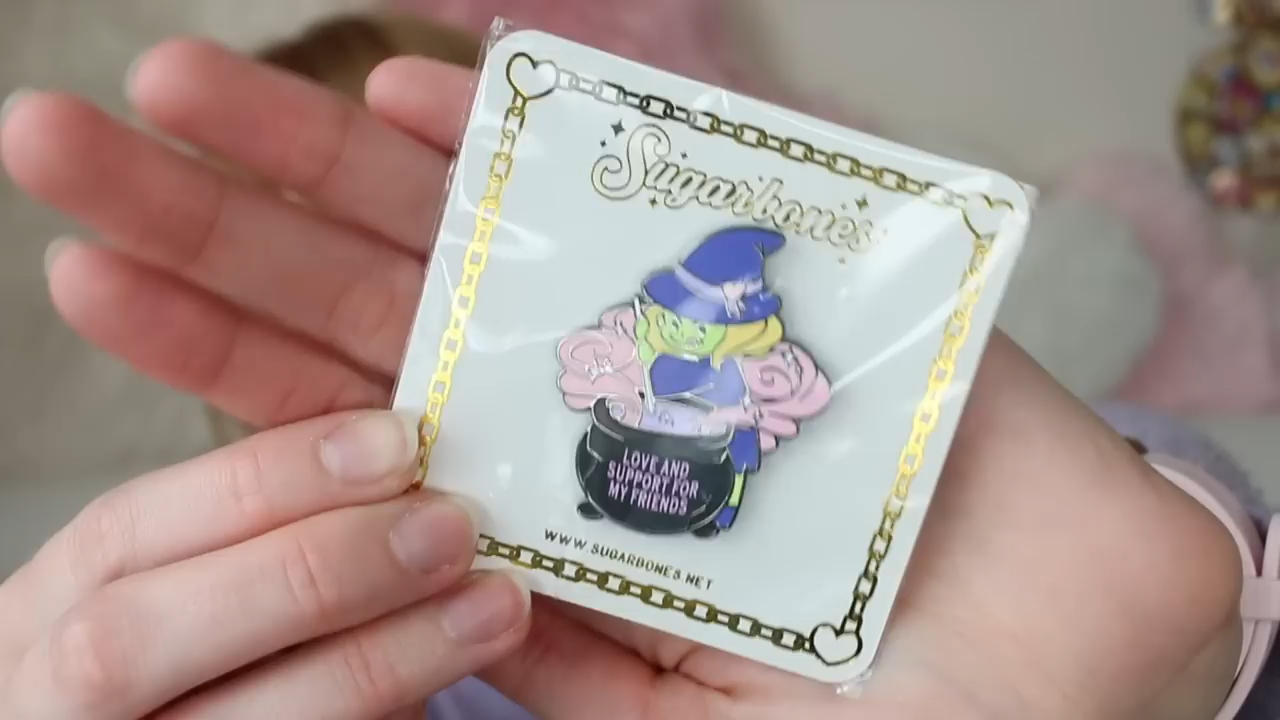 Sugarbones
LOVE AND
SUPPORT FOR
MY FRIENDS
WWW.SUGARBONES.NET